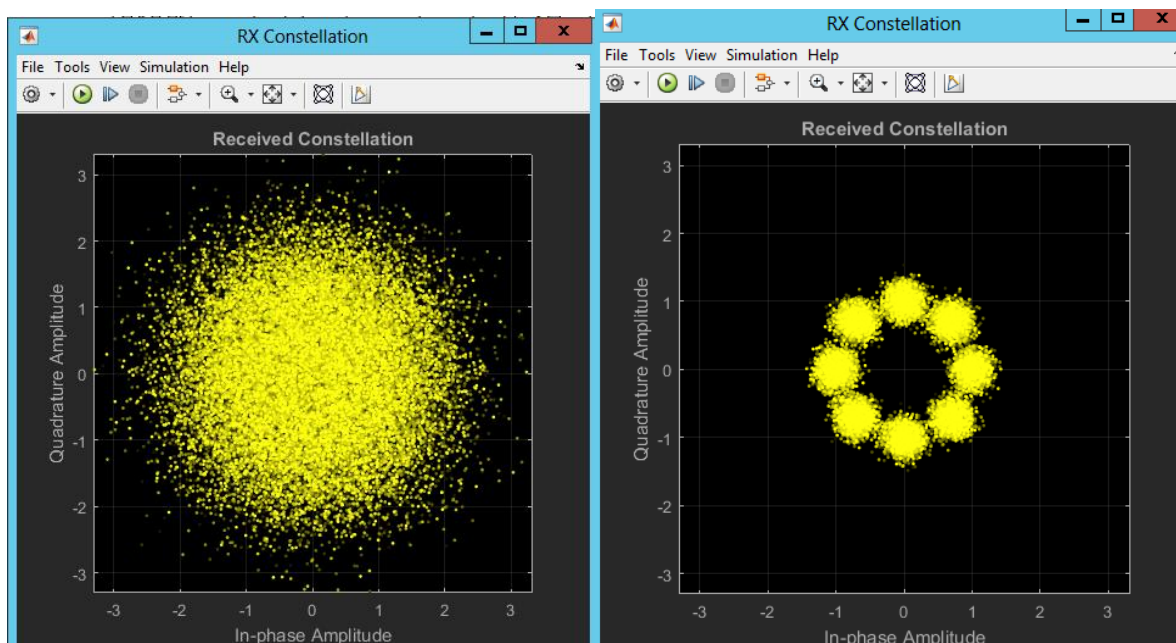 RX Constellation
File Tools View Simulation Help
Received Constellation
3
2
1
0
-1
-2
-3
Quadrature Amplitude
-3 -2 -1 0 1 2 3
In-phase Amplitude
RX Constellation
File Tools View Simulation Help
Received Constellation
3
2
1
0
-1
-2
-3
Quadrature Amplitude
-3 -2 -1 0 1 2 3
In-phase Amplitude